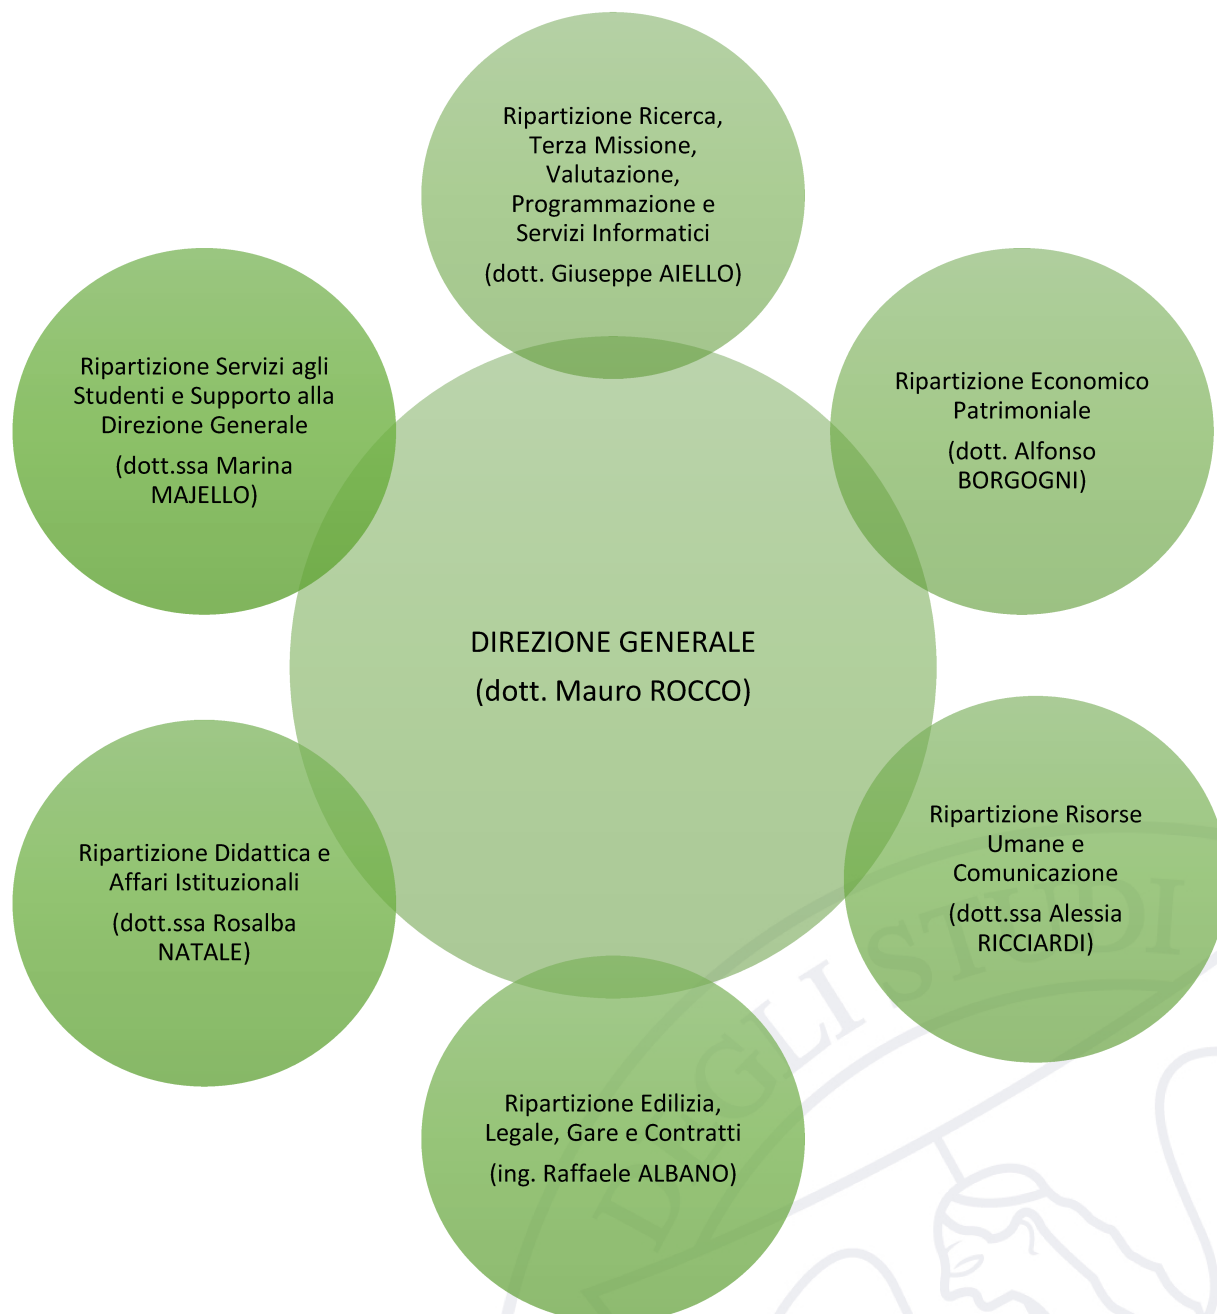 Ripartizione Ricerca,
Terza Missione,
Valutazione,
Programmazione e
Servizi Informatici
(dott. Giuseppe AIELLO)
Ripartizione Servizi agli
Studenti e Supporto alla
Direzione Generale
(dott.ssa Marina
MAJELLO)
Ripartizione Economico
Patrimoniale
(dott. Alfonso
BORGOGNI)
DIREZIONE GENERALE
(dott. Mauro ROCCO)
Ripartizione Didattica e
Affari Istituzionali
(dott.ssa Rosalba
NATALE)
Ripartizione Risorse
Umane e
Comunicazione
(dott.ssa Alessia
RICCIARDI)
Ripartizione Edilizia,
Legale, Gare e Contratti
(ing. Raffaele ALBANO)
DEGLI STUDI